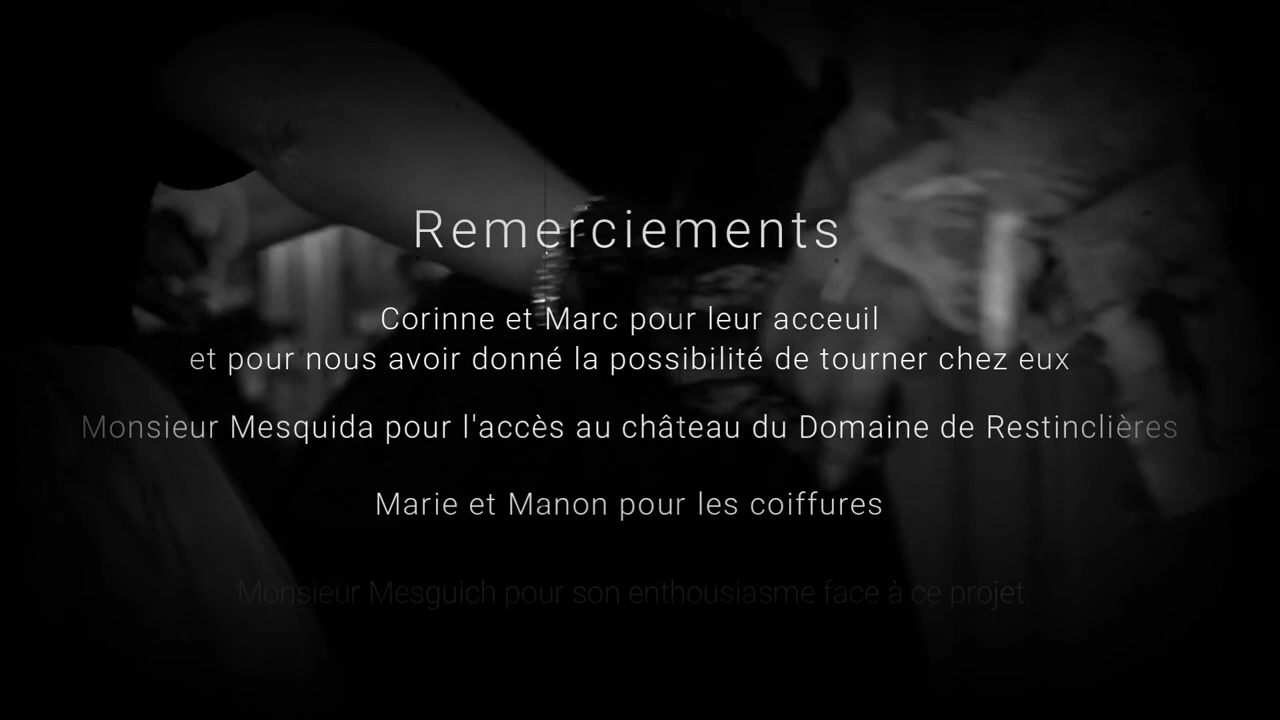 Remerciements
Corinne et Marc pour leur acceuil
et pour nous avoir donné la possibilité de tourner chez eux
Monsieur Mesquida pour l'accès au château du Domaine de Restinclières
Marie et Manon pour les coiffures
Monsieur Mesguich pour son enthousiasme face à ce projet